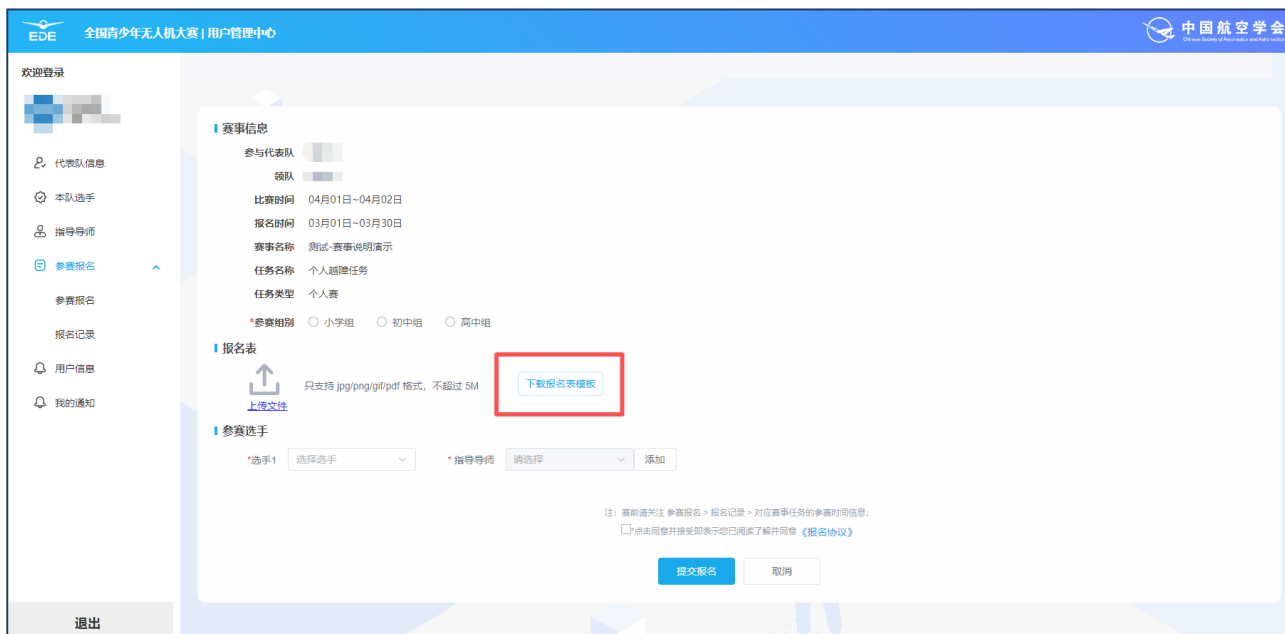 EDE 全国青少年无人机大赛 | 用户管理中心 中国航空学会
Chinese Society of Aeronautics and Astronautics
欢迎登录
代表队信息
本队选手
指导导师
参赛报名
参赛报名
报名记录
用户信息
我的通知
退出
赛事信息
参与代表队
领队
比赛时间 04月01日~04月02日
报名时间 03月01日~03月30日
赛事名称 测试-赛事说明演示
任务名称 个人越障任务
任务类型 个人赛
*参赛组别 小学组 初中组 高中组
报名表
只支持 jpg/png/gif/pdf 格式，不超过 5M 下载报名表模板
上传文件
参赛选手
*选手1 选择选手 * 指导导师 请选择 添加
注：赛前请关注 参赛报名 > 报名记录 > 对应赛事任务的参赛时间信息；
*点击同意并接受即表示您已阅读了解并同意 《报名协议》
提交报名 取消